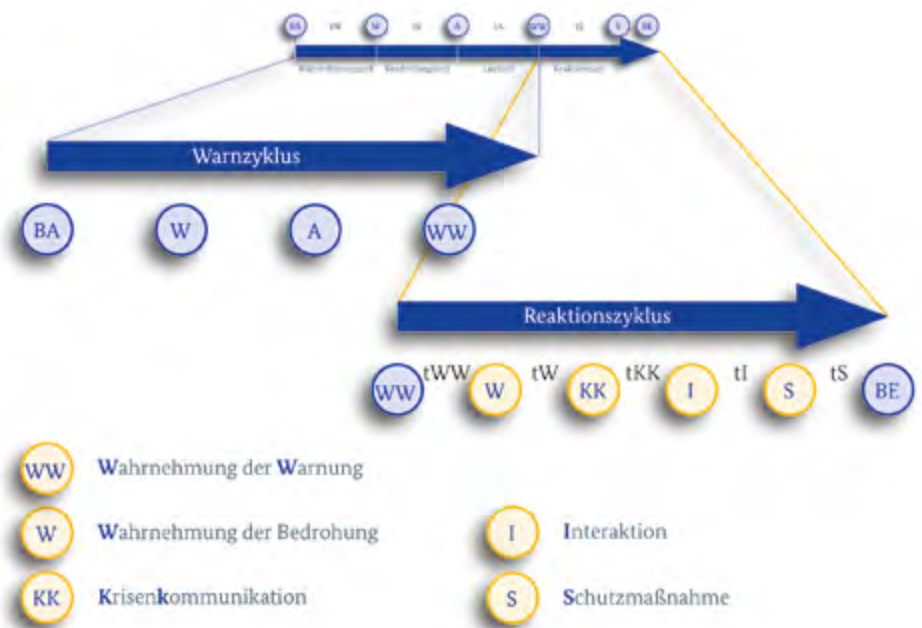 BA W A WW S BE
Warnzyklus
BA W A WW
Reaktionszyklus
WW tWW W tW KK tKK I tI S tS BE
WW Wahrnehmung der Warnung
W Wahrnehmung der Bedrohung
I Interaktion
KK Krisenkommunikation
S Schutzmaßnahme